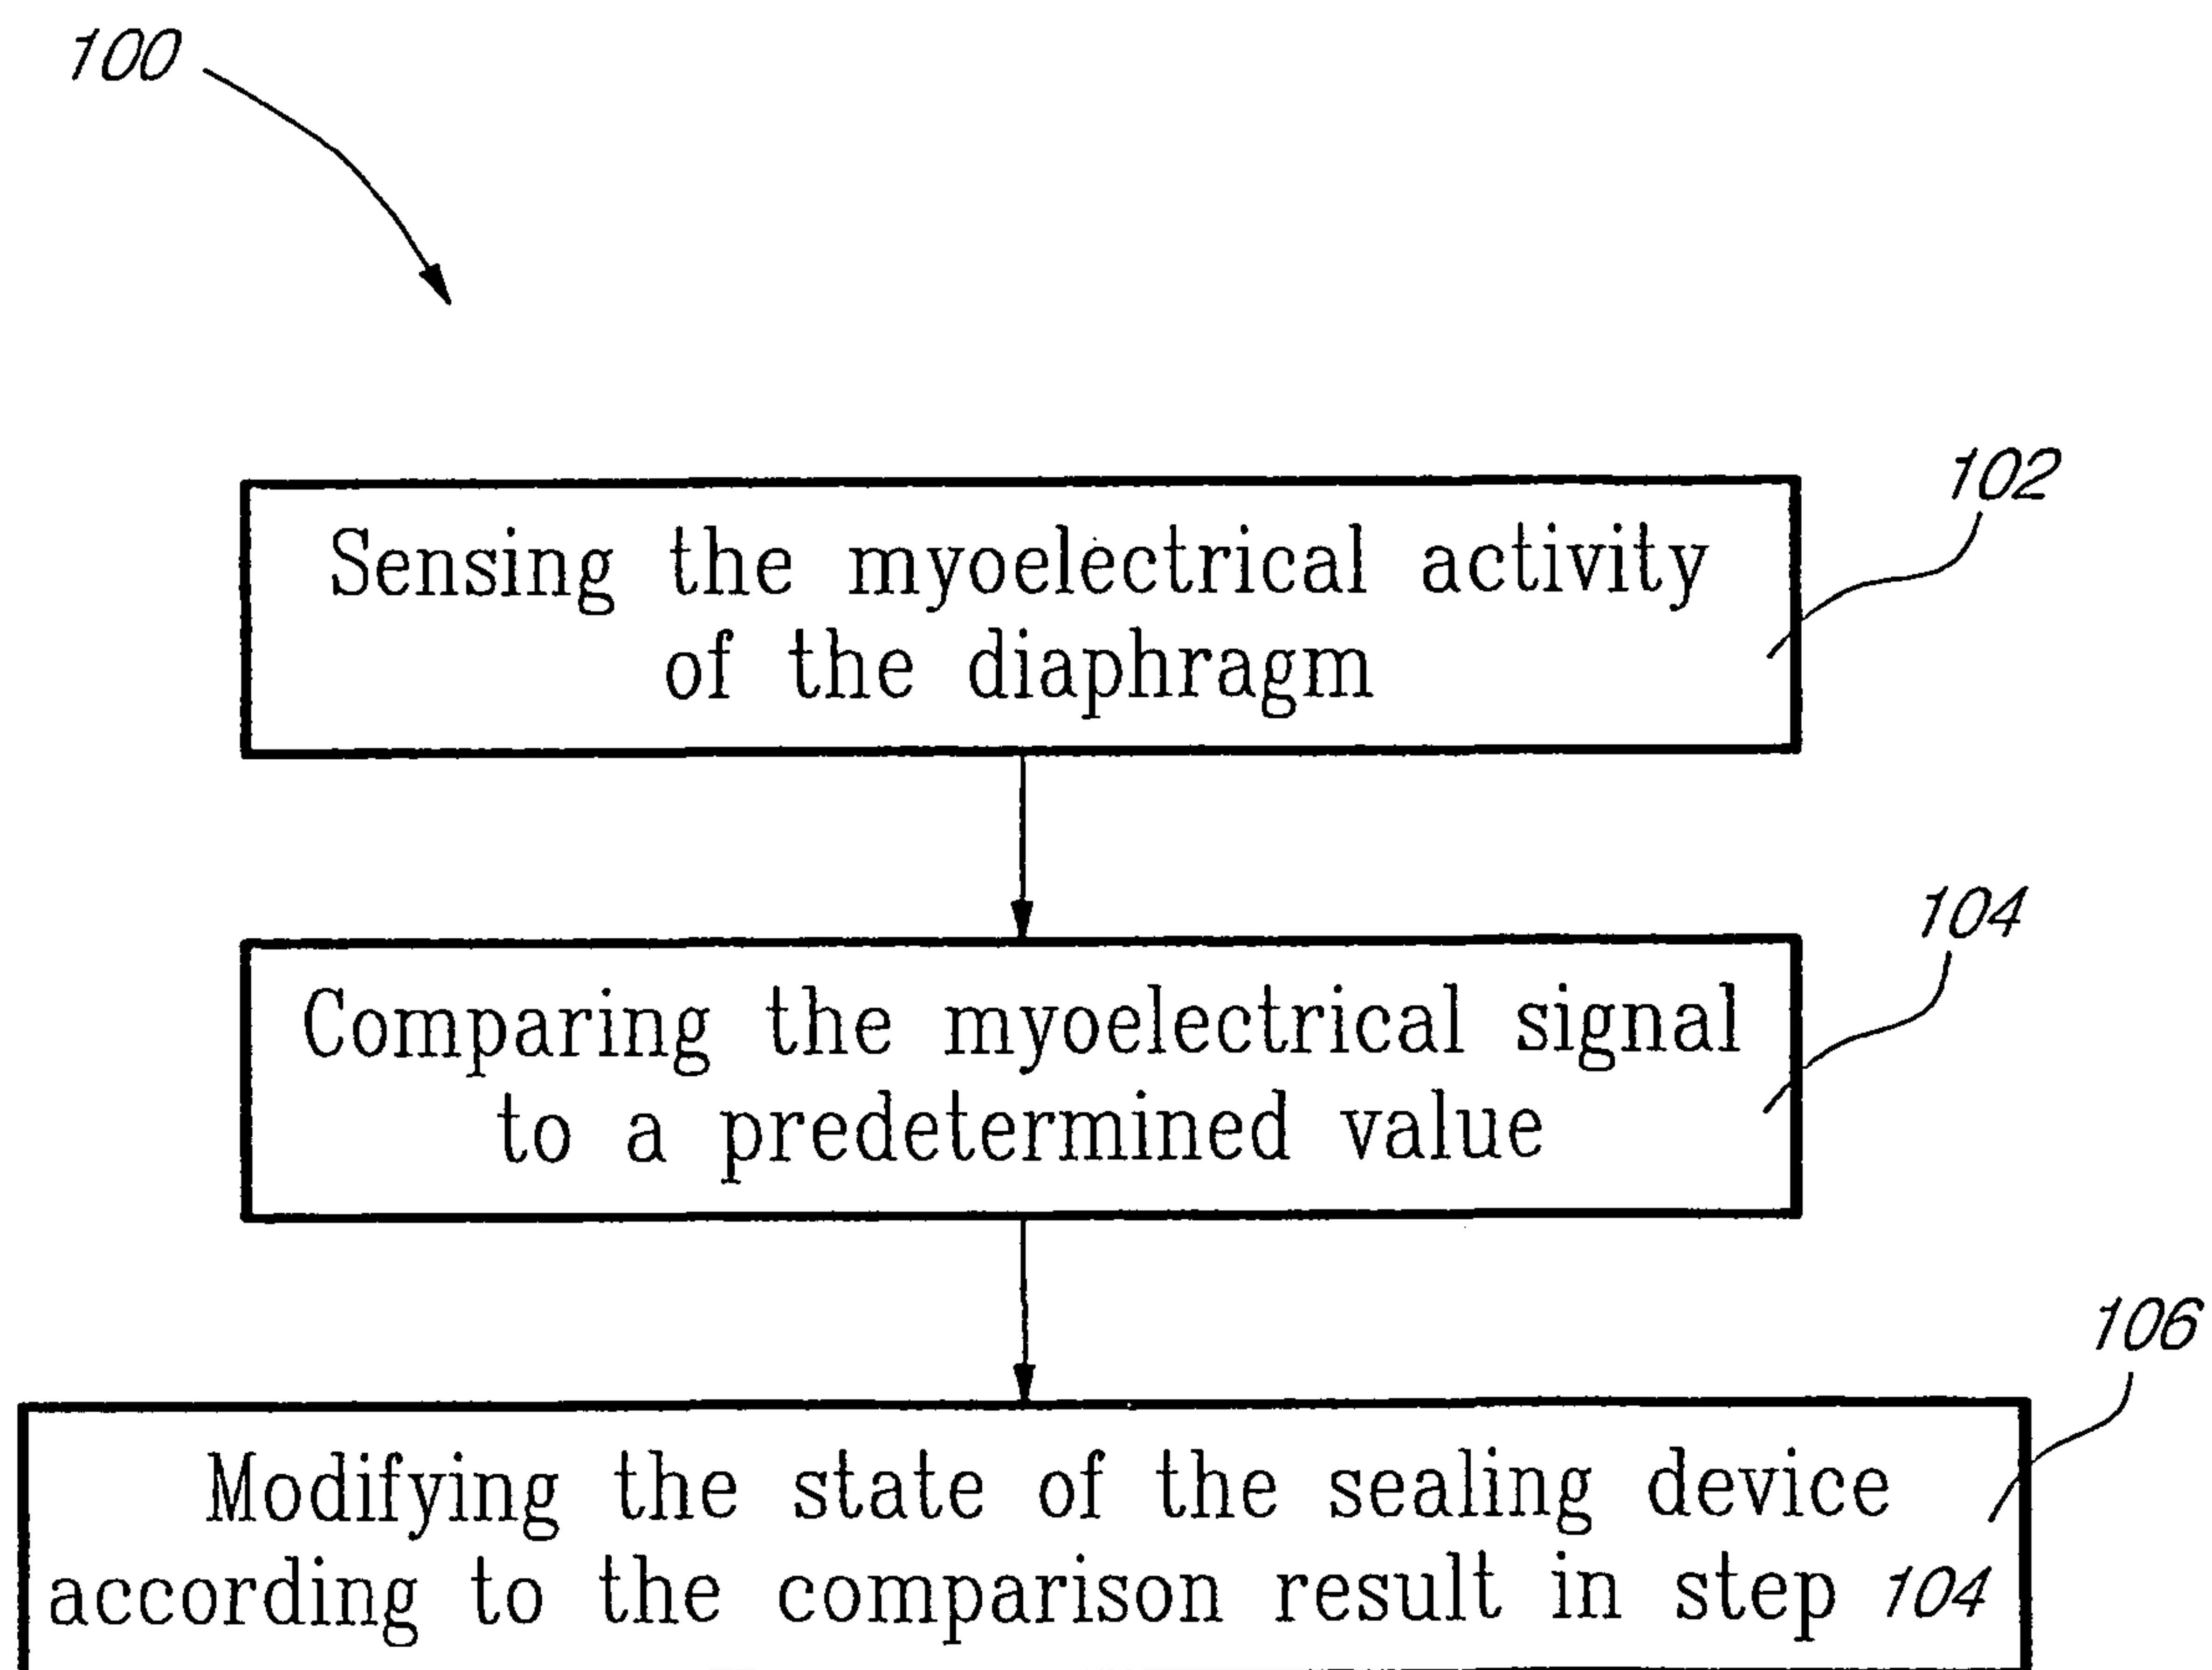 100
102
Sensing the myoelectrical activity
of the diaphragm
104
Comparing the myoelectrical signal
to a predetermined value
106
Modifying the state of the sealing device
according to the comparison result in step 104